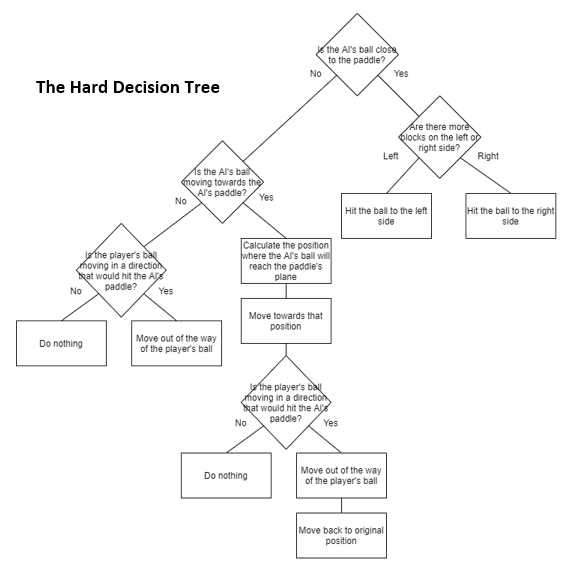 Is the AI's ball close
to the paddle?
No
Yes
The Hard Decision Tree
Are there more
blocks on the left or
right side?
Left
Right
Is the AI's ball
moving towards the
AI's paddle?
No
Yes
Hit the ball to the left
side
Hit the ball to the right
side
Is the player's ball
moving in a direction
that would hit the AI's
paddle?
No
Yes
Calculate the position
where the AI's ball will
reach the paddle's
plane
Do nothing
Move out of the way
of the player's ball
Move towards that
position
Is the player's ball
moving in a direction
that would hit the AI's
paddle?
No
Yes
Do nothing
Move out of the way
of the player's ball
Move back to original
position